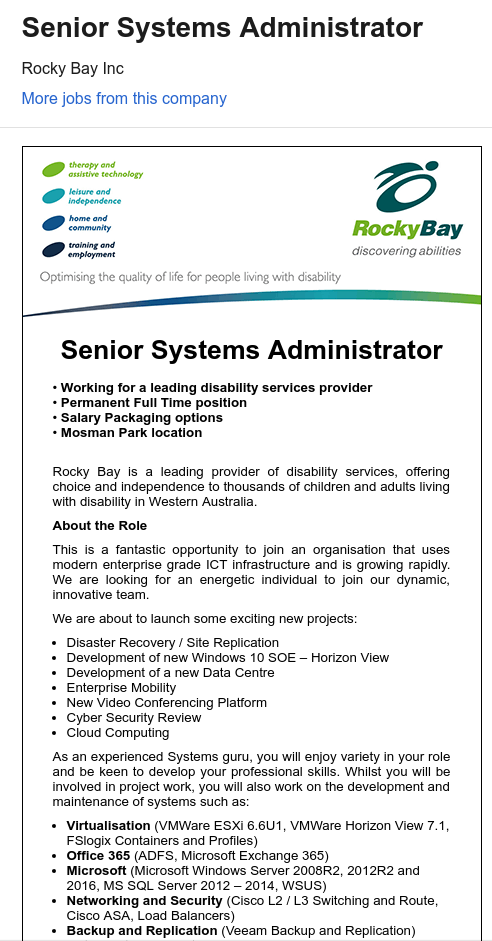 Senior Systems Administrator
Rocky Bay Inc
More jobs from this company
therapy and
assistive technology
leisure and
independence
home and
community
training and
employment
RockyBay
discovering abilities
Optimising the quality of life for people living with disability
Senior Systems Administrator
• Working for a leading disability services provider
• Permanent Full Time position
• Salary Packaging options
• Mosman Park location
Rocky Bay is a leading provider of disability services, offering
choice and independence to thousands of children and adults living
with disability in Western Australia.
About the Role
This is a fantastic opportunity to join an organisation that uses
modern enterprise grade ICT infrastructure and is growing rapidly.
We are looking for an energetic individual to join our dynamic,
innovative team.
We are about to launch some exciting new projects:
• Disaster Recovery / Site Replication
• Development of new Windows 10 SOE – Horizon View
• Development of a new Data Centre
• Enterprise Mobility
• New Video Conferencing Platform
• Cyber Security Review
• Cloud Computing
As an experienced Systems guru, you will enjoy variety in your role
and be keen to develop your professional skills. Whilst you will be
involved in project work, you will also work on the development and
maintenance of systems such as:
• Virtualisation (VMWare ESXi 6.6U1, VMWare Horizon View 7.1,
FSlogix Containers and Profiles)
• Office 365 (ADFS, Microsoft Exchange 365)
• Microsoft (Microsoft Windows Server 2008R2, 2012R2 and
2016, MS SQL Server 2012 – 2014, WSUS)
• Networking and Security (Cisco L2 / L3 Switching and Route,
Cisco ASA, Load Balancers)
• Backup and Replication (Veeam Backup and Replication)